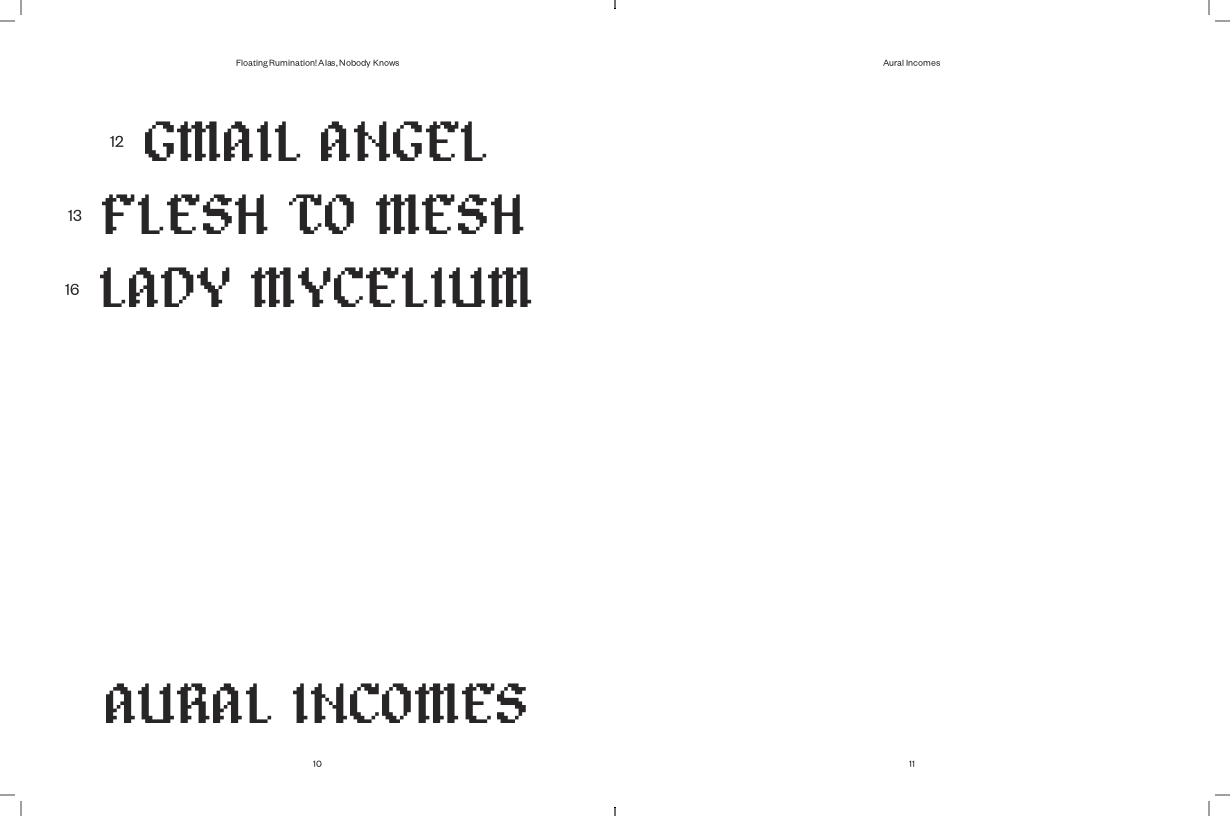 Floating Rumination! Alas, Nobody Knows
12 GMAIL ANGEL
13 FLESH TO MESH
16 LADY MYCELIUM
AURAL INCOMES
10
Aural Incomes
11